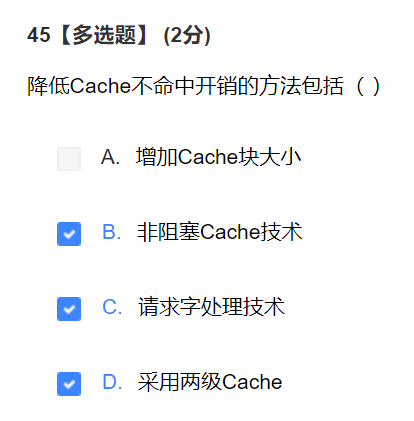 45【多选题】 (2分)
降低Cache不命中开销的方法包括（ ）
A. 增加Cache块大小
B. 非阻塞Cache技术
C. 请求字处理技术
D. 采用两级Cache